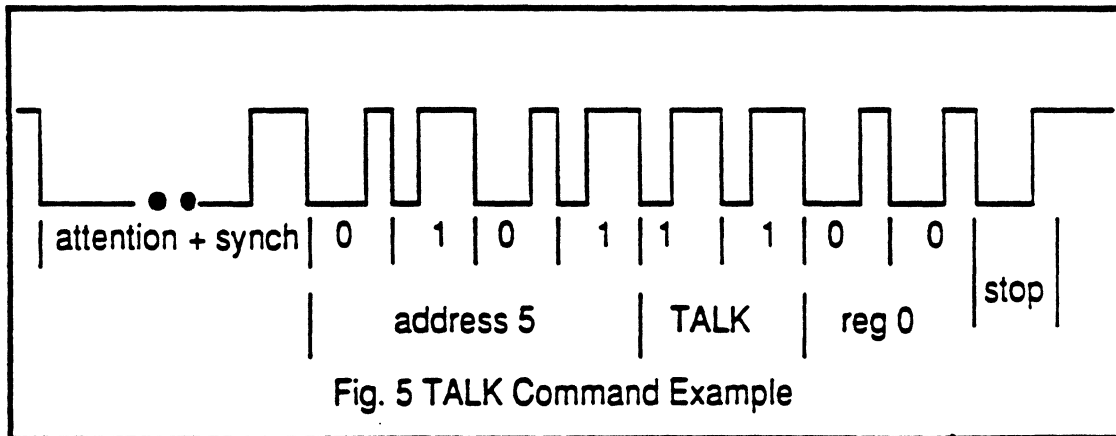 attention + synch 0 1 0 1 1 1 0 0
stop
address 5 TALK reg 0
Fig. 5 TALK Command Example